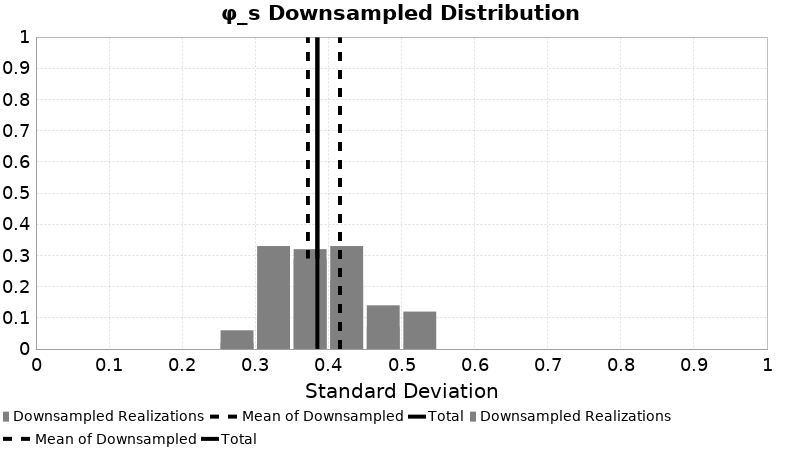 φ_s Downsampled Distribution
1
0.9
0.8
0.7
0.6
0.5
0.4
0.3
0.2
0.1
0
0 0.1 0.2 0.3 0.4 0.5 0.6 0.7 0.8 0.9 1
Standard Deviation
Downsampled Realizations Mean of Downsampled Total Downsampled Realizations
Mean of Downsampled Total